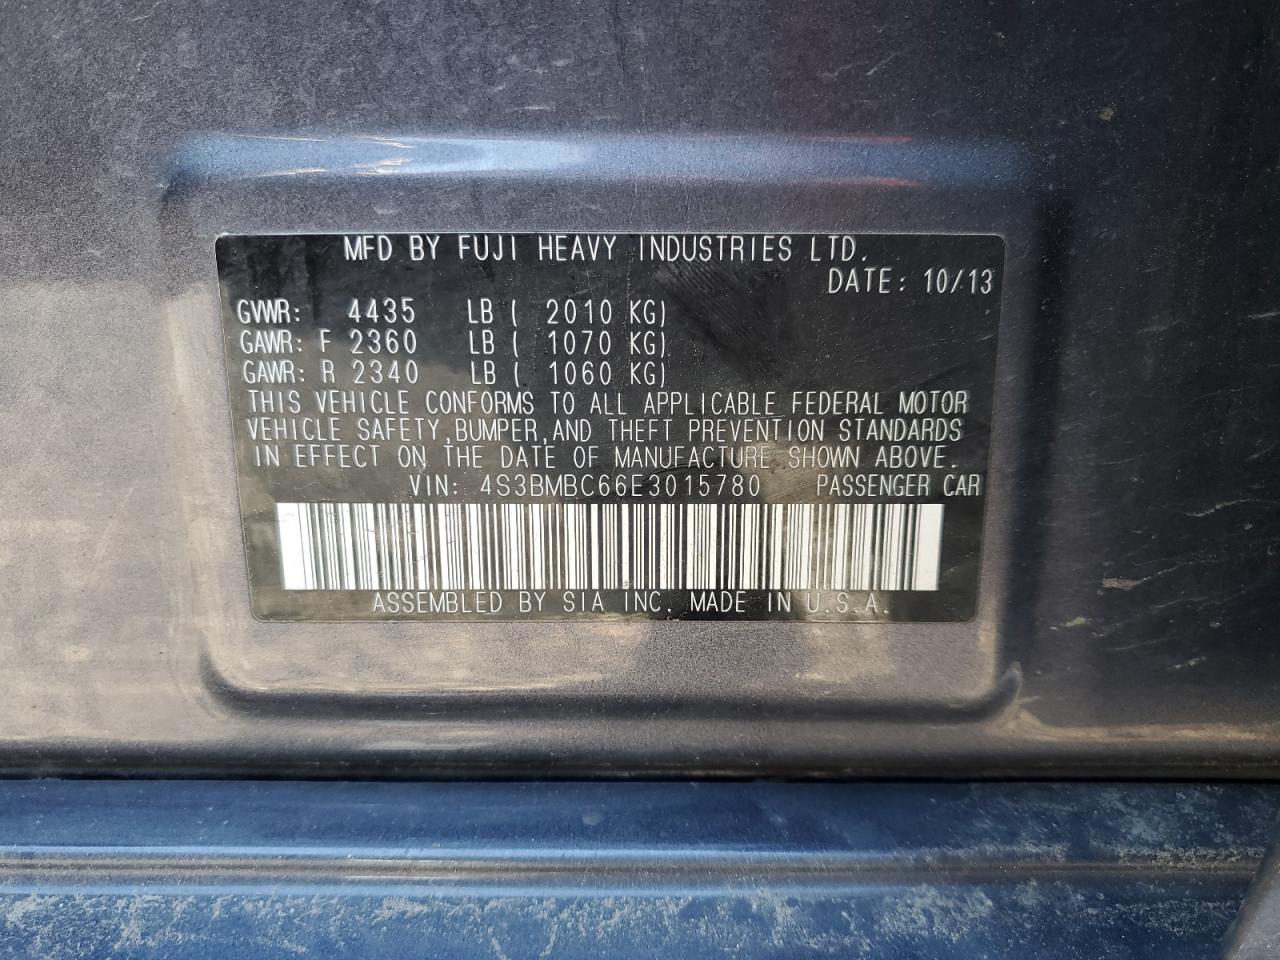 MFD BY FUJI HEAVY INDUSTRIES LTD.
DATE: 10/13
GVWR: 4435 LB ( 2010 KG)
GAWR: F 2360 LB ( 1070 KG)
GAWR: R 2340 LB ( 1060 KG)
THIS VEHICLE CONFORMS TO ALL APPLICABLE FEDERAL MOTOR
VEHICLE SAFETY,BUMPER,AND THEFT PREVENTION STANDARDS
IN EFFECT ON THE DATE OF MANUFACTURE SHOWN ABOVE.
VIN: 4S3BMBC66E3015780 PASSENGER CAR
ASSEMBLED BY SIA INC. MADE IN U.S.A.